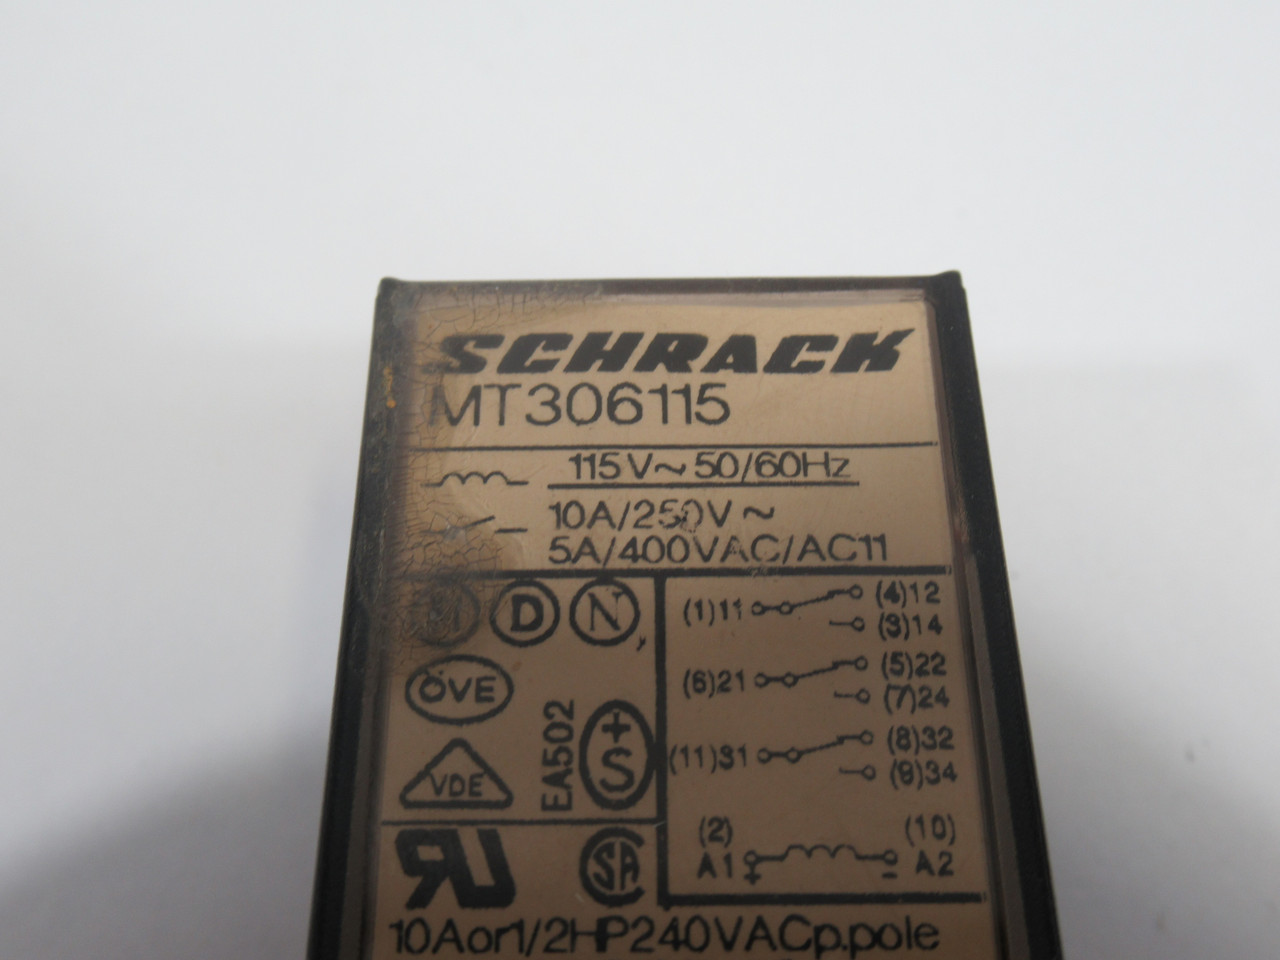 SCHRACK
MT306115
115V~50/60Hz
10A/250V~
5A/400VAC/AC11
D N
ÖVE
VDE
EA502
+S
(1)11 (4)12
(3)14
(6)21 (5)22
(7)24
(11)31 (8)32
(9)34
(2) (10)
A1 A2
+ -
RU SA
10Aor1/2HP240VACp.pole